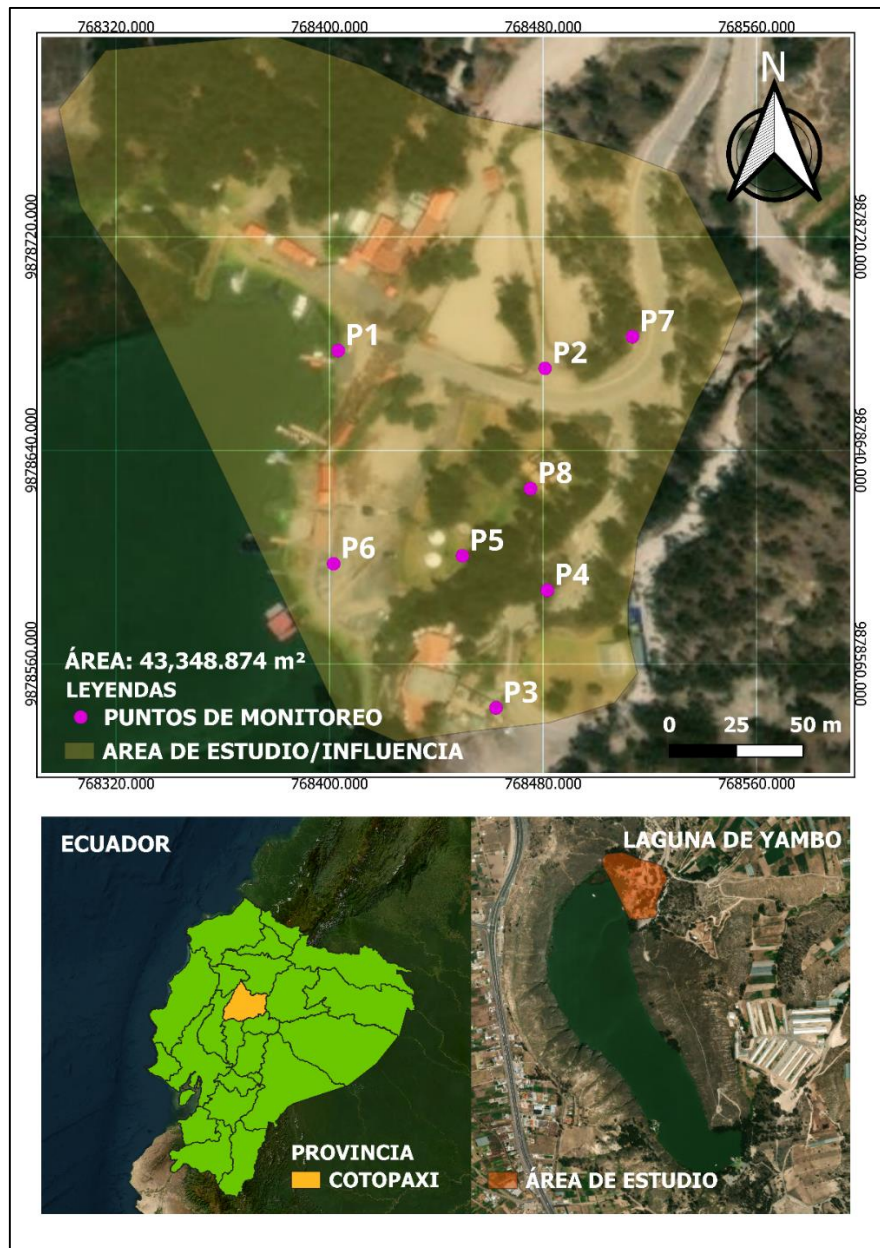 768320.000 768400.000 768480.000 768560.000
N
9878720.000 9878720.000
P7
P1
P2
9878640.000 9878640.000
P8
P5
P6
P4
9878560.000 9878560.000
ÁREA: 43,348.874 m²
LEYENDAS
P3
PUNTOS DE MONITOREO
0 25 50 m
AREA DE ESTUDIO/INFLUENCIA
768320.000 768400.000 768480.000 768560.000
ECUADOR
PROVINCIA
COTOPAXI
LAGUNA DE YAMBO
ÁREA DE ESTUDIO